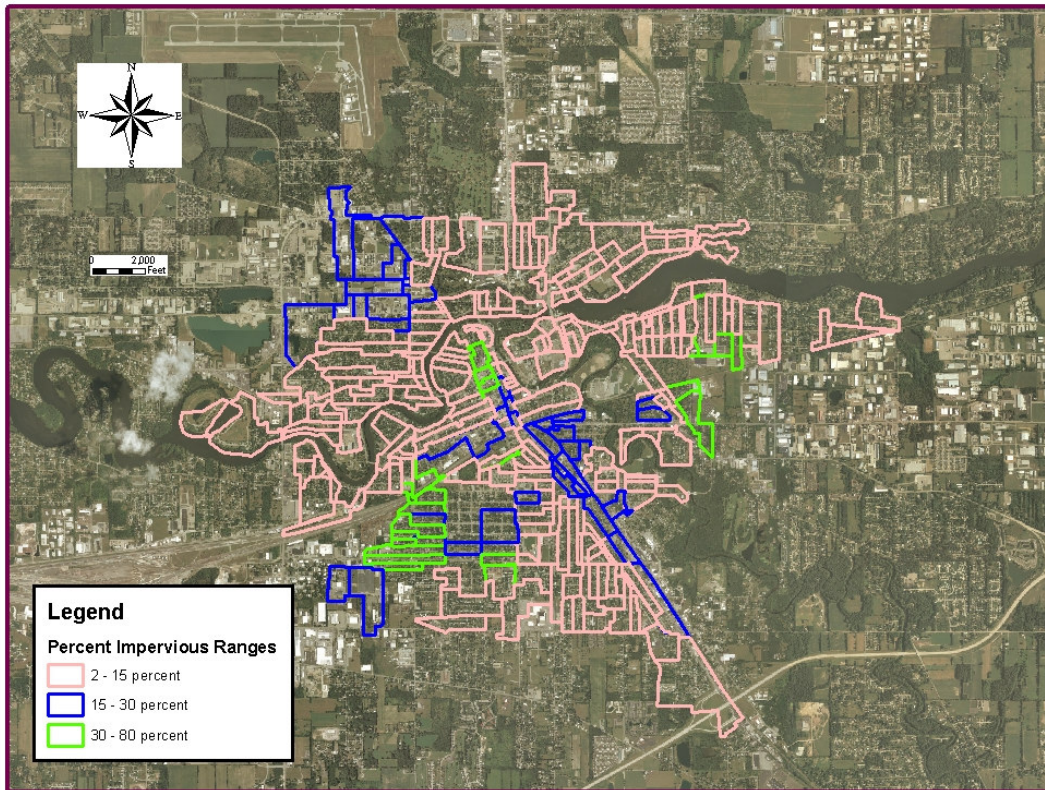 N
W E
S
0 2,000
Feet
Legend
Percent Impervious Ranges
2 - 15 percent
15 - 30 percent
30 - 80 percent